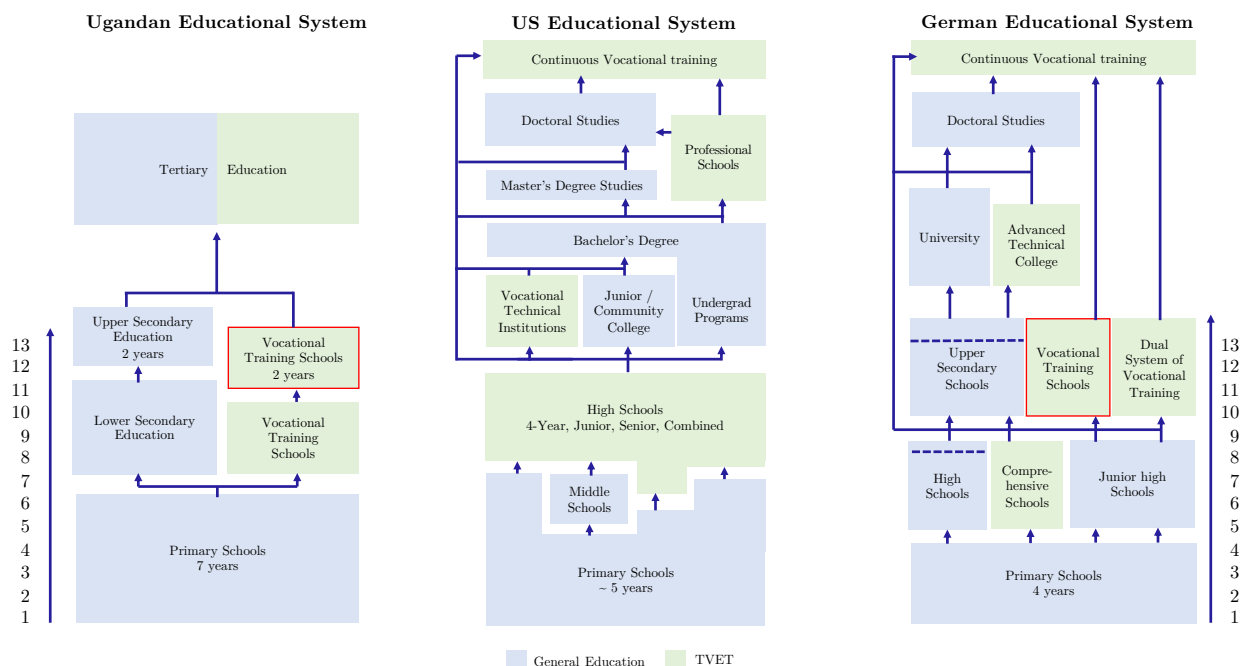 Ugandan Educational System
Tertiary
Education
Upper Secondary
Education
2 years
Vocational
Training Schools
2 years
Lower Secondary
Education
Vocational
Training
Schools
Primary Schools
7 years
13
12
11
10
9
8
7
6
5
4
3
2
1
US Educational System
Continuous Vocational training
Doctoral Studies
Professional
Schools
Master's Degree Studies
Bachelor's Degree
Vocational
Technical
Institutions
Junior /
Community
College
Undergrad
Programs
High Schools
4-Year, Junior, Senior, Combined
Middle
Schools
Primary Schools
~ 5 years
General Education
TVET
German Educational System
Continuous Vocational training
Doctoral Studies
University
Advanced
Technical
College
Upper
Secondary
Schools
Vocational
Training
Schools
Dual
System of
Vocational
Training
High
Schools
Compre-
hensive
Schools
Junior high
Schools
Primary Schools
4 years
13
12
11
10
9
8
7
6
5
4
3
2
1